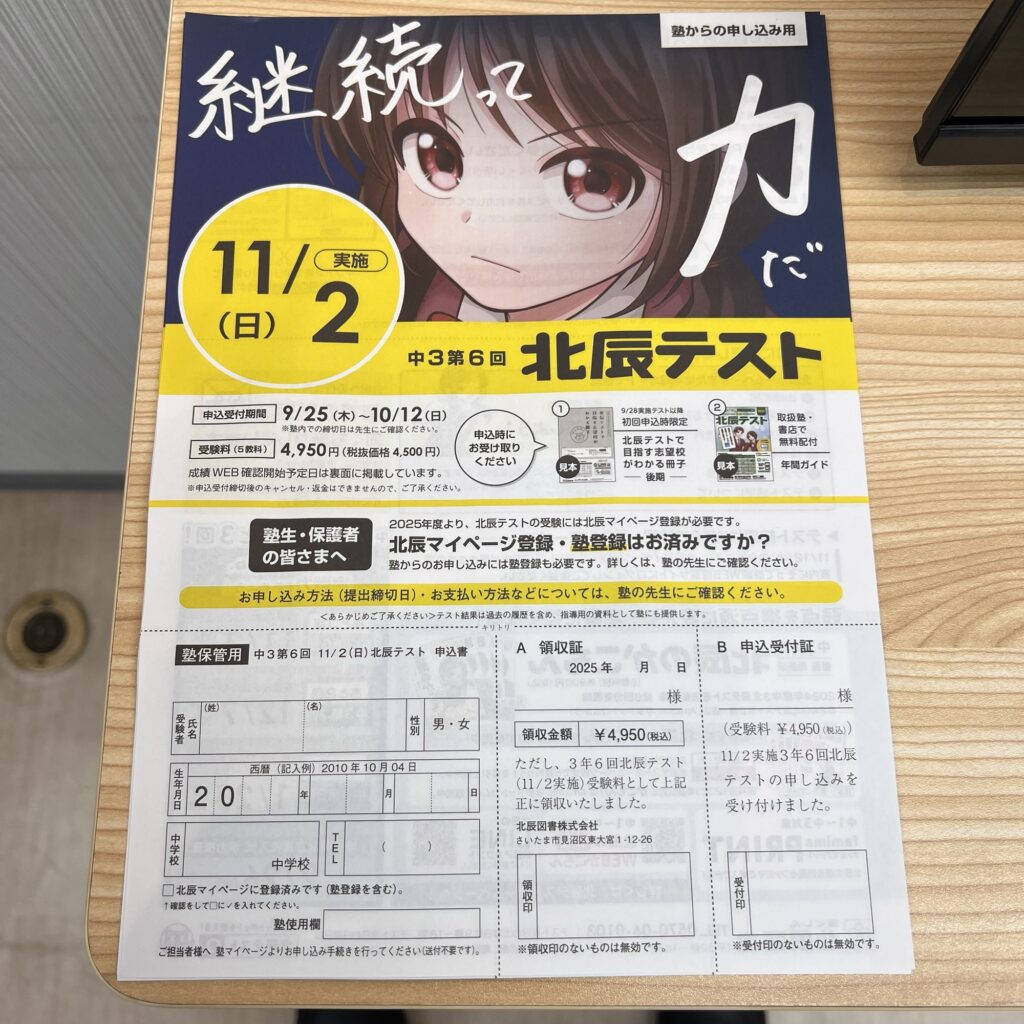 塾からの申し込み用
継続って
力だ
11/2
実施
（日）
中3第6回 北辰テスト
申込受付期間 9/25(木)～10/12(日)
※塾内での締切日は先生にご確認ください。
受験料（5教科） 4,950円（税抜価格 4,500円）
成績WEB確認開始予定日は裏面に掲載しています。
※申込受付締切後のキャンセル・返金はできませんので、ご了承ください。
申込時に
お受け取り
ください
1
見本
9/28実施テスト以降
初回申込時限定
北辰テストで
目指す志望校
がわかる冊子
後期
2
北辰テスト
見本
取扱塾・
書店で
無料配付
年間ガイド
塾生・保護者
の皆さまへ
2025年度より、北辰テストの受験には北辰マイページ登録が必要です。
北辰マイページ登録・塾登録はお済みですか？
塾からのお申し込みには塾登録も必要です。詳しくは、塾の先生にご確認ください。
お申し込み方法（提出締切日）・お支払い方法などについては、塾の先生にご確認ください。
＜あらかじめご了承ください＞テスト結果は過去の履歴を含め、指導用の資料として塾にも提供します。
キリトリ
塾保管用 中3第6回 11/2(日)北辰テスト 申込書
受験者氏名
（姓）
（名）
性別
男・女
生年月日
西暦（記入例）2010年10月04日
20 年 月 日
中学校
中学校
TEL
（ ）
□北辰マイページに登録済みです（塾登録を含む）。
↑確認をして□に✓を入れてください。
塾使用欄
ご担当者様へ 塾マイページよりお申し込み手続きを行ってください（送付不要です）。
A 領収証
2025年 月 日
様
領収金額 ￥4,950(税込)
ただし、3年6回北辰テスト
(11/2実施)受験料として上記
正に領収いたしました。
北辰図書株式会社
さいたま市見沼区東大宮1-12-26
領収印
※領収印のないものは無効です。
B 申込受付証
様
(受験料 ￥4,950(税込))
11/2実施3年6回北辰
テストの申し込みを
受け付けました。
受付印
※受付印のないものは無効です。